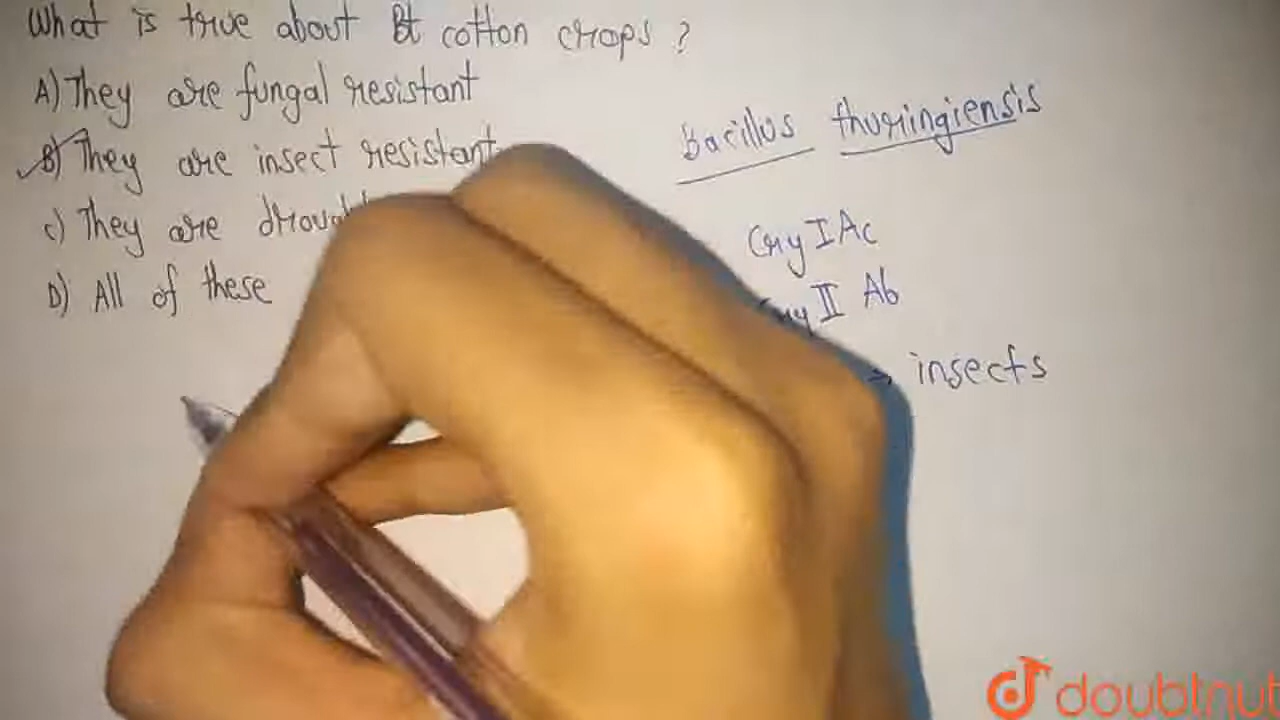 What is true about Bt cotton crops ?
A) They are fungal resistant
B) They are insect resistant
C) They are
D) All of these
Bacillus thuringiensis
Cry I Ac
II Ab
→ insects
doubtnut